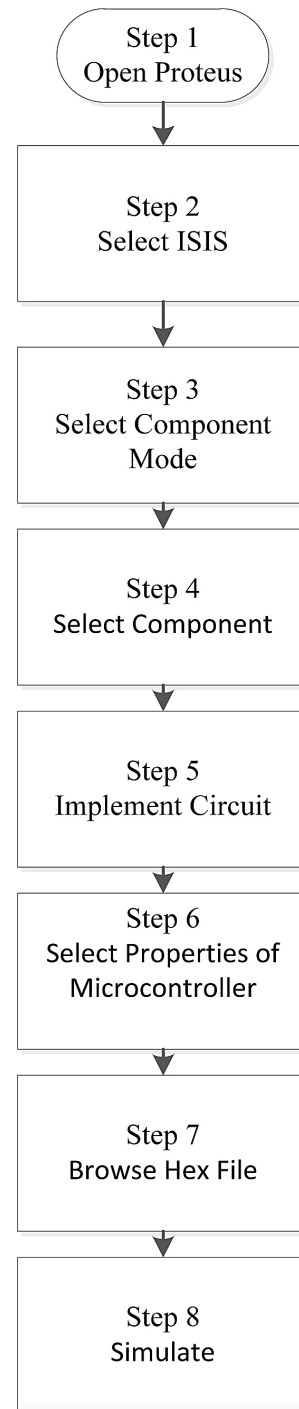 Step 1
Open Proteus
Step 2
Select ISIS
Step 3
Select Component
Mode
Step 4
Select Component
Step 5
Implement Circuit
Step 6
Select Properties of
Microcontroller
Step 7
Browse Hex File
Step 8
Simulate